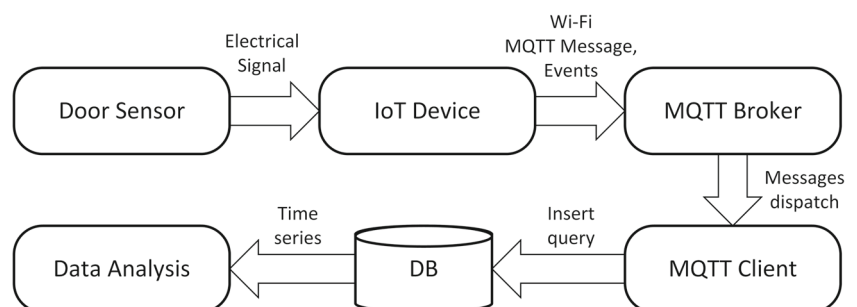 Electrical
Signal
Wi-Fi
MQTT Message,
Events
Door Sensor
IoT Device
MQTT Broker
Messages
dispatch
Time
series
Insert
query
Data Analysis
DB
MQTT Client